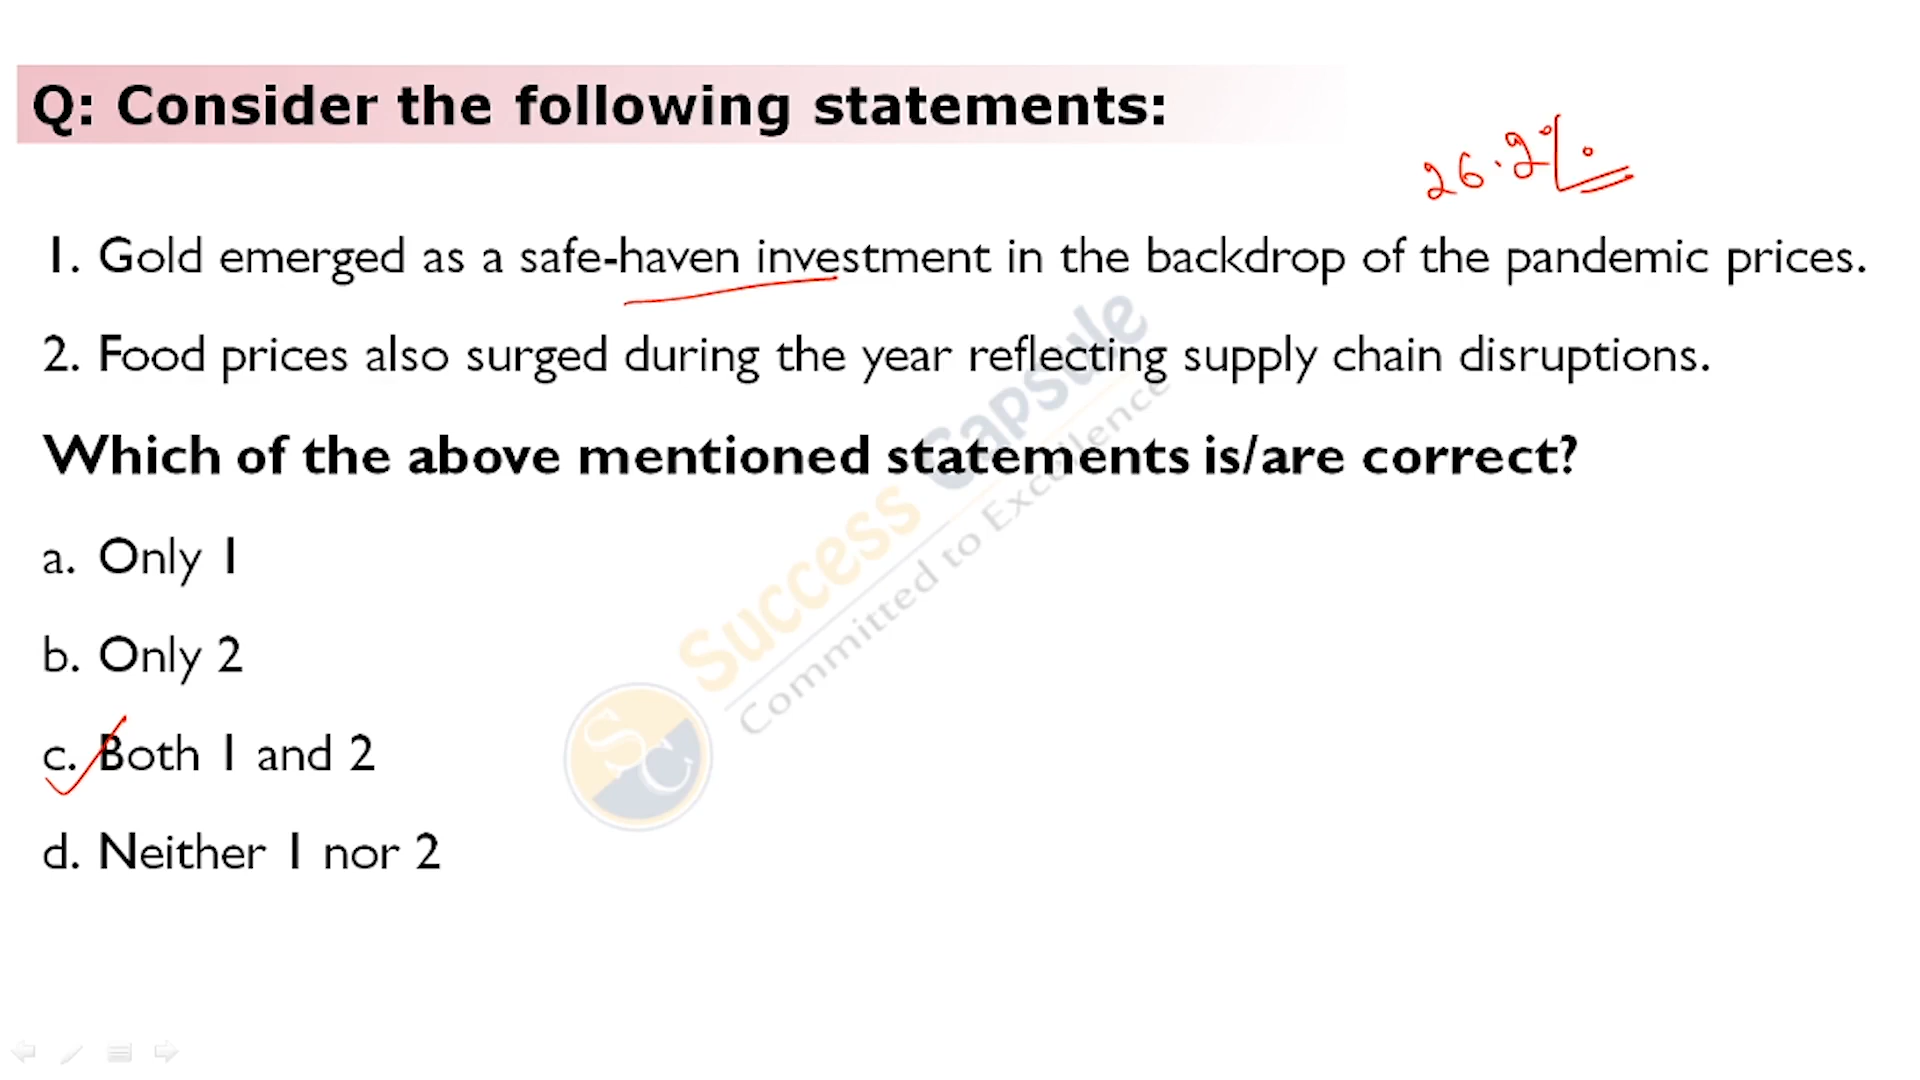 Q: Consider the following statements:
26.2%
1. Gold emerged as a safe-haven investment in the backdrop of the pandemic prices.
2. Food prices also surged during the year reflecting supply chain disruptions.
Which of the above mentioned statements is/are correct?
a. Only 1
b. Only 2
c. Both 1 and 2
d. Neither 1 nor 2
Success Capsule
Committed to Excellence
SC